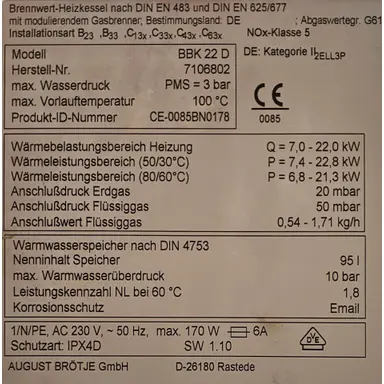 Brennwert-Heizkessel nach DIN EN 483 und DIN EN 625/677
mit modulierendem Gasbrenner; Bestimmungsland: DE ; Abgaswertegr. G61
Installationsart B23 ,B33 ,C13x,C33x,C43x,C63x NOx-Klasse 5
Modell BBK 22 D DE: Kategorie II2ELL3P
Herstell-Nr. 7106802
max. Wasserdruck PMS = 3 bar
max. Vorlauftemperatur 100 °C
Produkt-ID-Nummer CE-0085BN0178
CE
0085
Wärmebelastungsbereich Heizung Q = 7,0 - 22,0 kW
Wärmeleistungsbereich (50/30°C) P = 7,4 - 22,8 kW
Wärmeleistungsbereich (80/60°C) P = 6,8 - 21,3 kW
Anschlußdruck Erdgas 20 mbar
Anschlußdruck Flüssiggas 50 mbar
Anschlußwert Flüssiggas 0,54 - 1,71 kg/h
Warmwasserspeicher nach DIN 4753
Nenninhalt Speicher 95 l
max. Warmwasserüberdruck 10 bar
Leistungskennzahl NL bei 60 °C 1,8
Korrosionsschutz Email
1/N/PE, AC 230 V, ~ 50 Hz, max. 170 W 6A
Schutzart: IPX4D SW 1.10
DVE
AUGUST BRÖTJE GmbH D-26180 Rastede